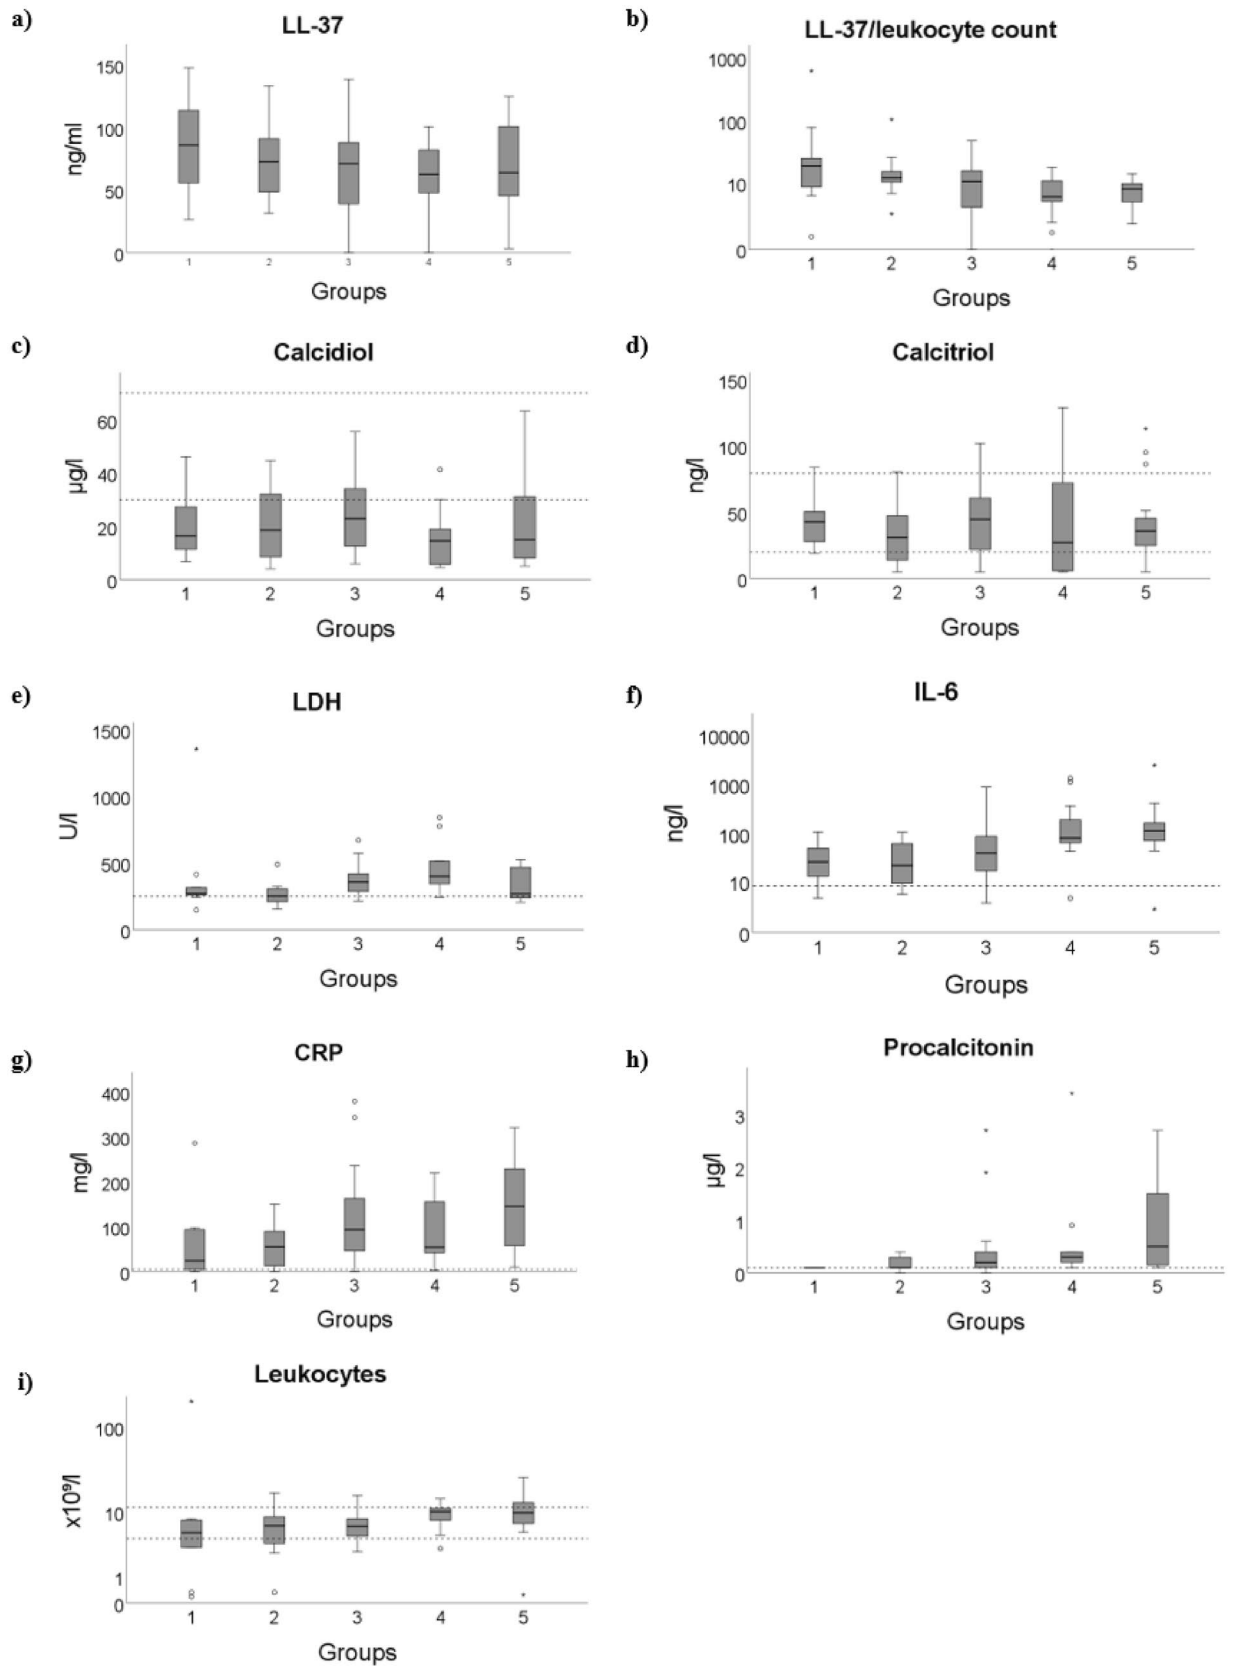 a)
LL-37
ng/ml
150
100
50
0
1 2 3 4 5
Groups
b)
LL-37/leukocyte count
1000
100
10
0
1 2 3 4 5
Groups
c)
Calcidiol
µg/l
60
40
20
0
1 2 3 4 5
Groups
d)
Calcitriol
ng/l
150
100
50
0
1 2 3 4 5
Groups
e)
LDH
U/l
1500
1000
500
0
1 2 3 4 5
Groups
f)
IL-6
ng/l
10000
1000
100
10
0
1 2 3 4 5
Groups
g)
CRP
mg/l
400
300
200
100
0
1 2 3 4 5
Groups
h)
Procalcitonin
µg/l
3
2
1
0
1 2 3 4 5
Groups
i)
Leukocytes
x10⁹/l
100
10
1
0
1 2 3 4 5
Groups